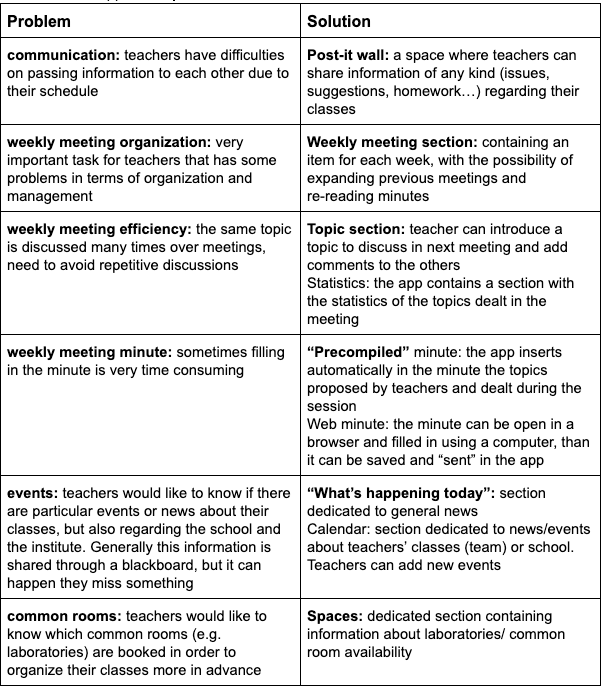 Problem
Solution
communication: teachers have difficulties
on passing information to each other due to
their schedule
Post-it wall: a space where teachers can
share information of any kind (issues,
suggestions, homework…) regarding their
classes
weekly meeting organization: very
important task for teachers that has some
problems in terms of organization and
management
Weekly meeting section: containing an
item for each week, with the possibility of
expanding previous meetings and
re-reading minutes
weekly meeting efficiency: the same topic
is discussed many times over meetings,
need to avoid repetitive discussions
Topic section: teacher can introduce a
topic to discuss in next meeting and add
comments to the others
Statistics: the app contains a section with
the statistics of the topics dealt in the
meeting
weekly meeting minute: sometimes filling
in the minute is very time consuming
“Precompiled” minute: the app inserts
automatically in the minute the topics
proposed by teachers and dealt during the
session
Web minute: the minute can be open in a
browser and filled in using a computer, than
it can be saved and “sent” in the app
events: teachers would like to know if there
are particular events or news about their
classes, but also regarding the school and
the institute. Generally this information is
shared through a blackboard, but it can
happen they miss something
“What’s happening today”: section
dedicated to general news
Calendar: section dedicated to news/events
about teachers’ classes (team) or school.
Teachers can add new events
common rooms: teachers would like to
know which common rooms (e.g.
laboratories) are booked in order to
organize their classes more in advance
Spaces: dedicated section containing
information about laboratories/ common
room availability